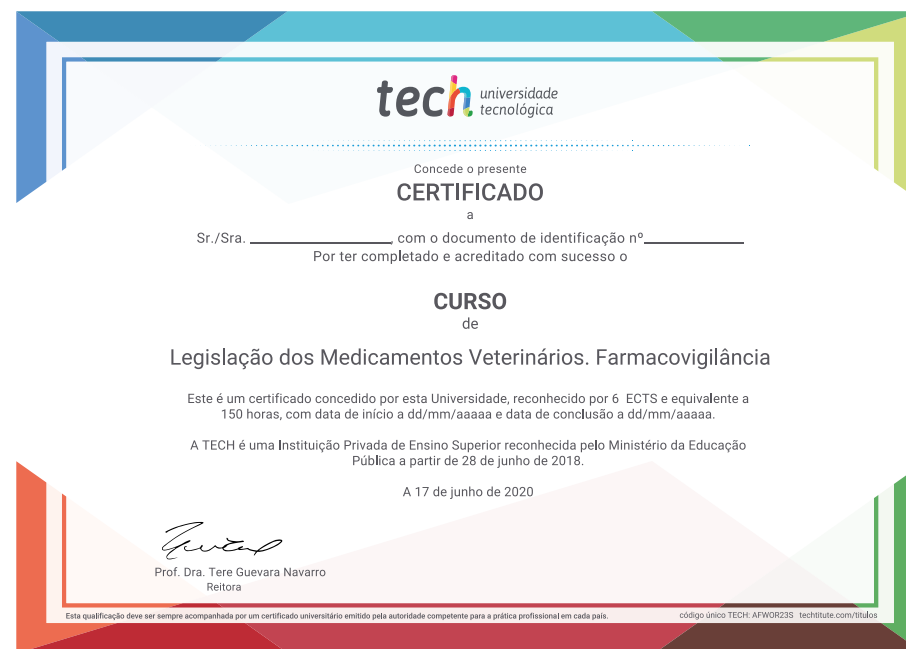 tech universidade
tecnológica
Concede o presente
CERTIFICADO
a
Sr./Sra. ____________________, com o documento de identificação nº______________
Por ter completado e acreditado com sucesso o
CURSO
de
Legislação dos Medicamentos Veterinários. Farmacovigilância
Este é um certificado concedido por esta Universidade, reconhecido por 6 ECTS e equivalente a
150 horas, com data de início a dd/mm/aaaaa e data de conclusão a dd/mm/aaaaa.
A TECH é uma Instituição Privada de Ensino Superior reconhecida pelo Ministério da Educação
Pública a partir de 28 de junho de 2018.
A 17 de junho de 2020
Prof. Dra. Tere Guevara Navarro
Reitora
Esta qualificação deve ser sempre acompanhada por um certificado universitário emitido pela autoridade competente para a prática profissional em cada país. código único TECH: AFWOR23S techtitute.com/titulos